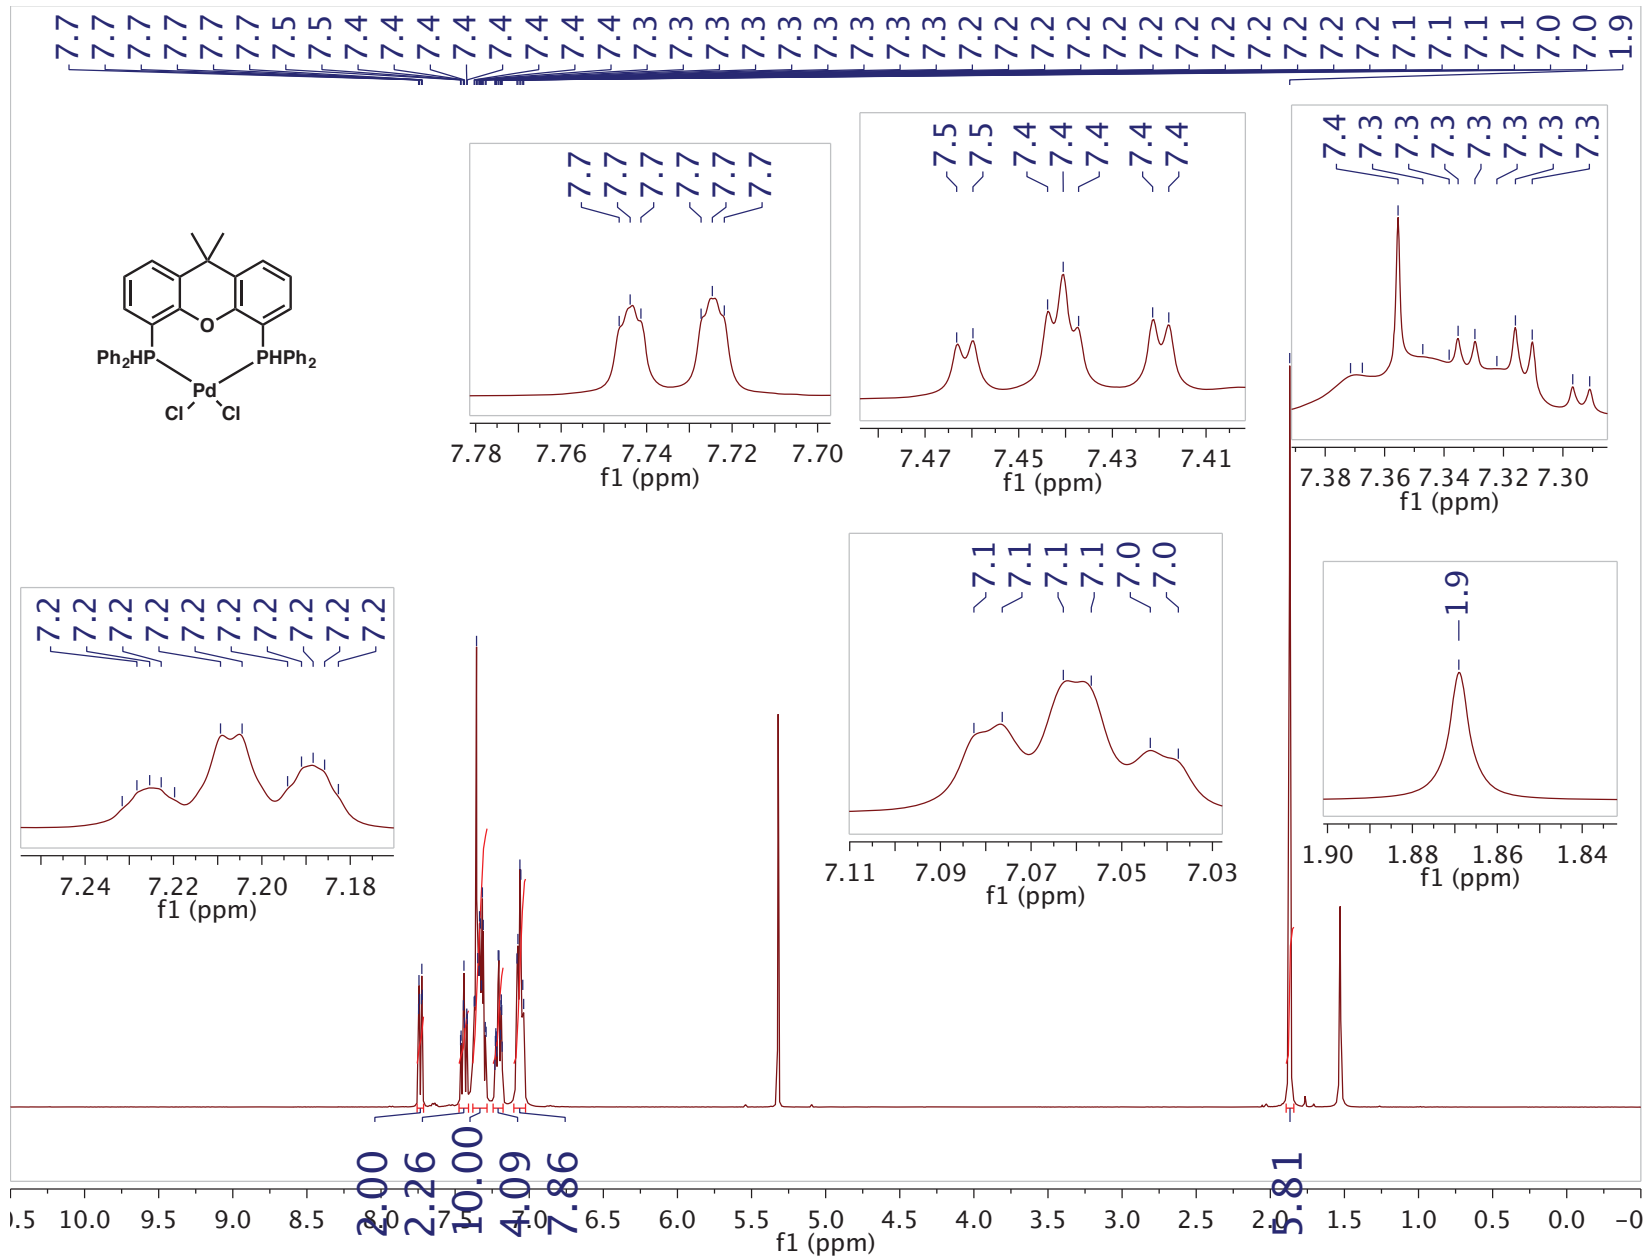 7.7 7.7 7.7 7.7 7.7 7.7 7.5 7.5 7.4 7.4 7.4 7.4 7.4 7.4 7.4 7.4 7.3 7.3 7.3 7.3 7.3 7.3 7.3 7.3 7.3 7.2 7.2 7.2 7.2 7.2 7.2 7.2 7.2 7.2 7.2 7.2 7.2 7.1 7.1 7.1 7.1 7.0 7.0 1.9
O
Ph2HP PHPh2
Pd
Cl Cl
7.7 7.7 7.7 7.7 7.7 7.7
7.78 7.76 7.74 7.72 7.70
f1 (ppm)
7.5 7.5 7.4 7.4 7.4 7.4 7.4
7.47 7.45 7.43 7.41
f1 (ppm)
7.4 7.3 7.3 7.3 7.3 7.3 7.3 7.3
7.38 7.36 7.34 7.32 7.30
f1 (ppm)
7.2 7.2 7.2 7.2 7.2 7.2 7.2 7.2 7.2 7.2
7.24 7.22 7.20 7.18
f1 (ppm)
7.1 7.1 7.1 7.1 7.0 7.0
7.11 7.09 7.07 7.05 7.03
f1 (ppm)
1.9
1.90 1.88 1.86 1.84
f1 (ppm)
2.00 2.26 10.00 4.09 7.86 5.81
0.5 10.0 9.5 9.0 8.5 8.0 7.5 7.0 6.5 6.0 5.5 5.0 4.5 4.0 3.5 3.0 2.5 2.0 1.5 1.0 0.5 0.0 −0
f1 (ppm)